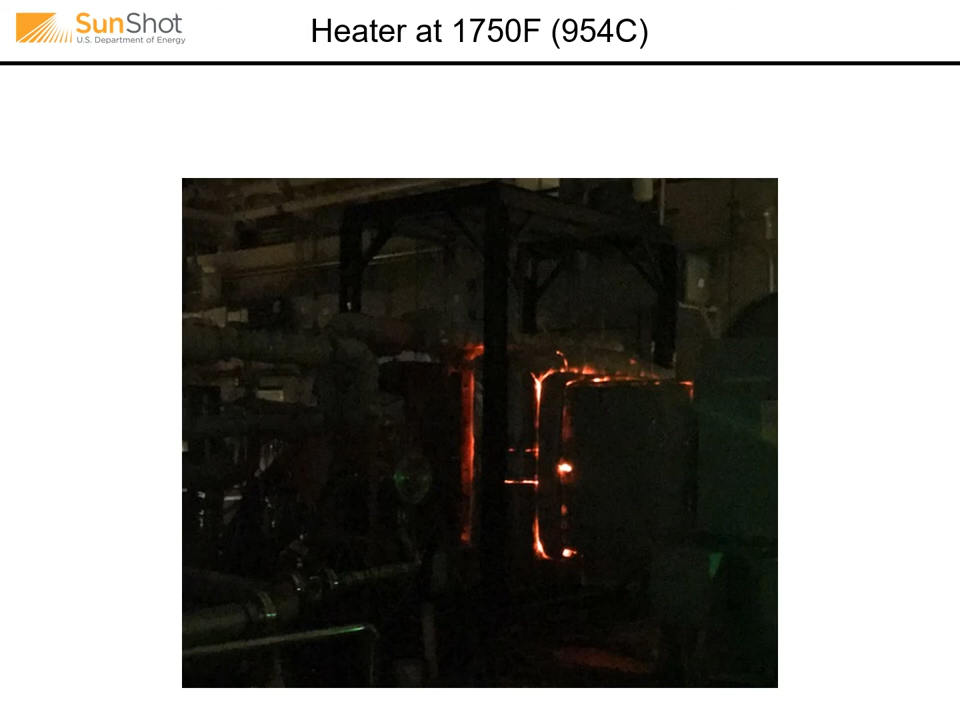 SunShot
U.S. Department of Energy
Heater at 1750F (954C)